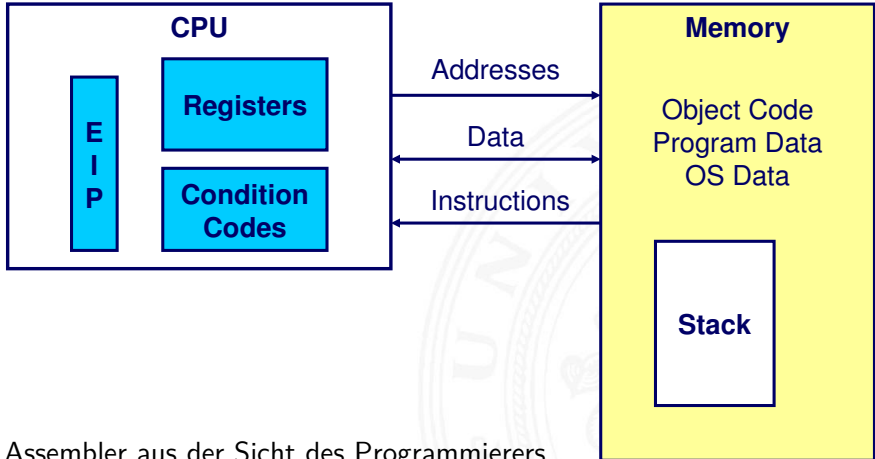 CPU
E
I
P
Registers
Condition
Codes
Addresses
Data
Instructions
Memory
Object Code
Program Data
OS Data
Stack
Assembler aus der Sicht des Programmierers